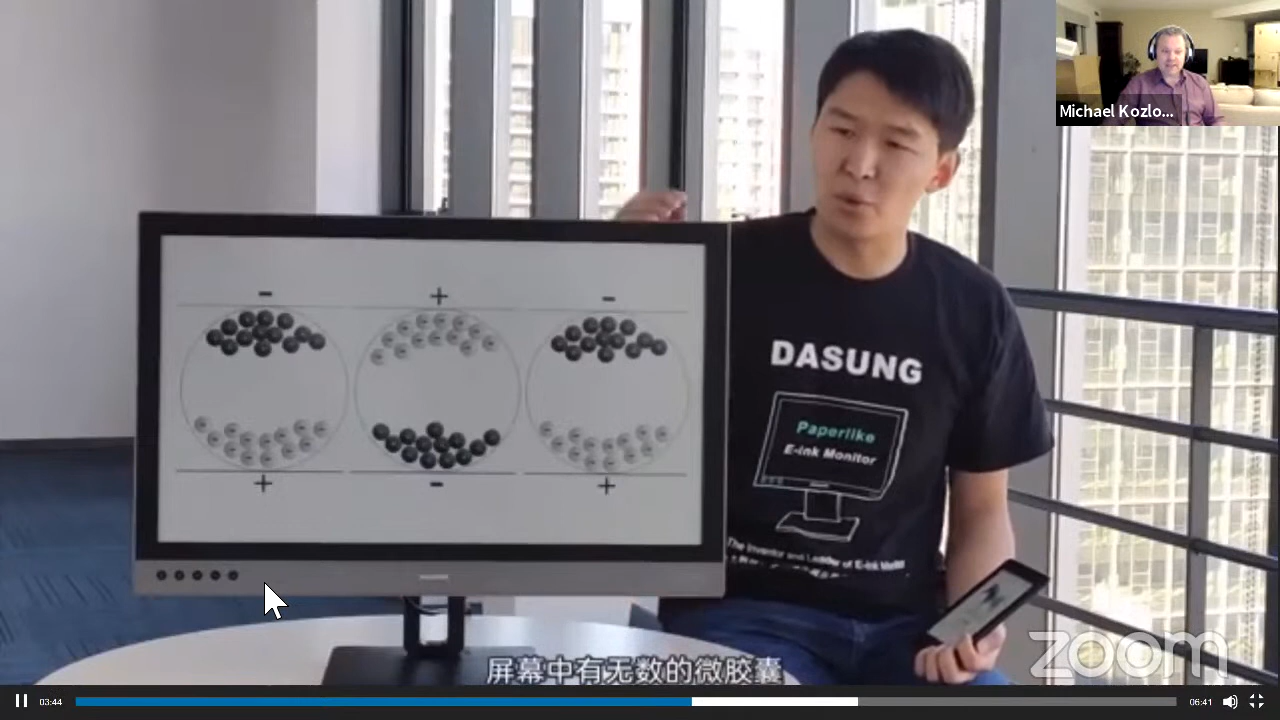 Michael Kozlo...
- + -
+ - +
DASUNG
Paperlike
E-ink Monitor
The Inventor and Leader of E-ink
屏幕中有无数的微胶囊
zoom
03:44
06:41